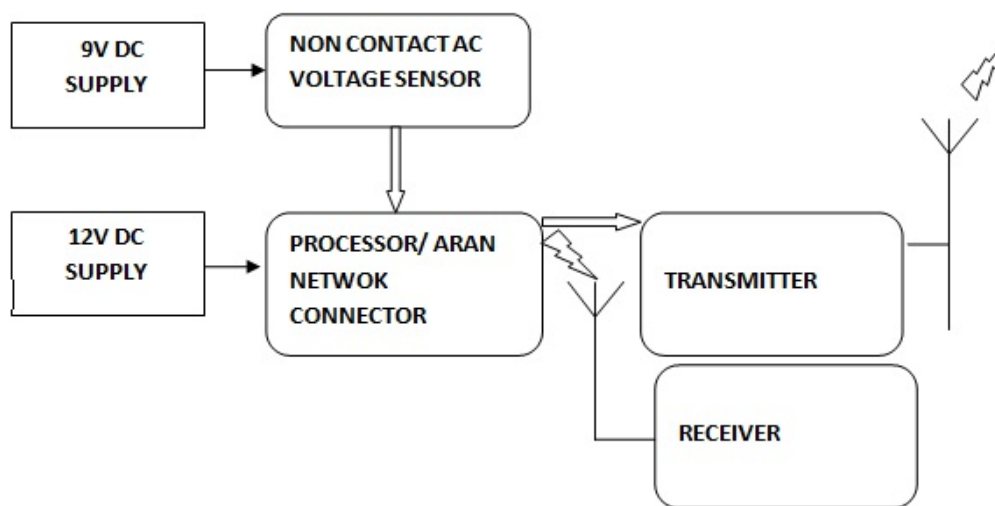 9V DC
SUPPLY
NON CONTACT AC
VOLTAGE SENSOR
12V DC
SUPPLY
PROCESSOR/ ARAN
NETWOK
CONNECTOR
TRANSMITTER
RECEIVER